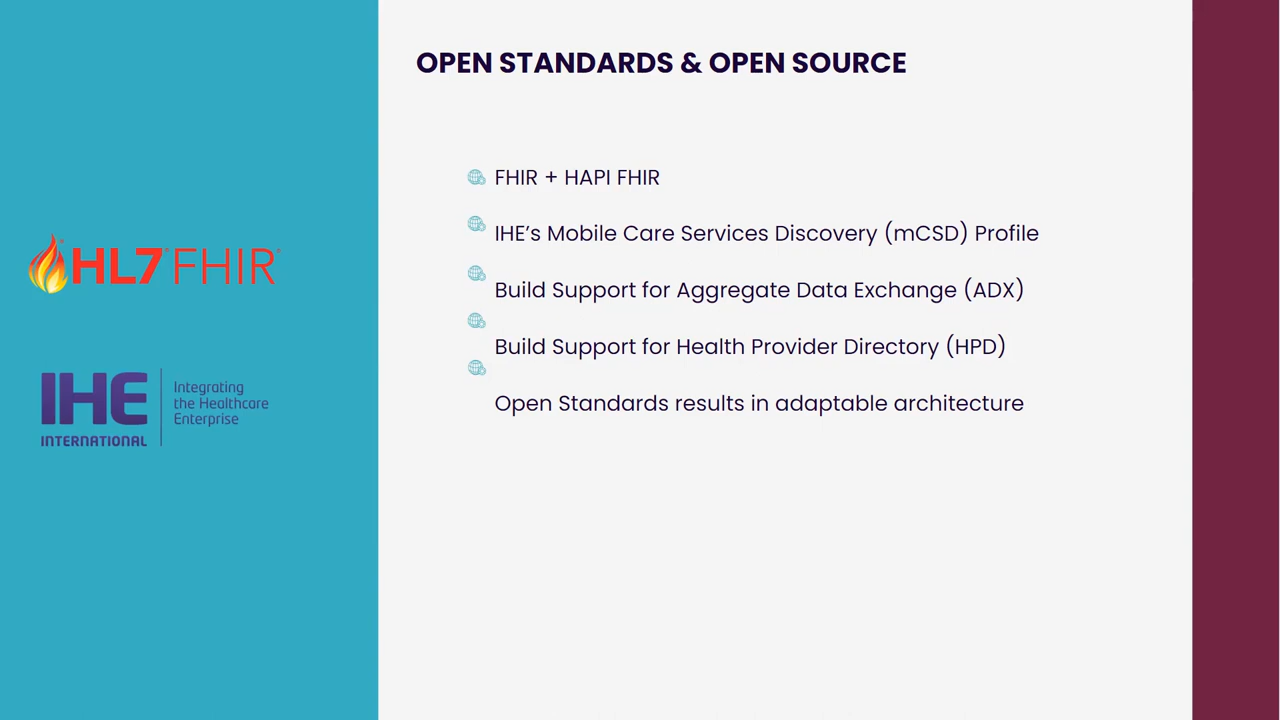 OPEN STANDARDS & OPEN SOURCE
FHIR + HAPI FHIR
IHE’s Mobile Care Services Discovery (mCSD) Profile
Build Support for Aggregate Data Exchange (ADX)
Build Support for Health Provider Directory (HPD)
Open Standards results in adaptable architecture
HL7® FHIR®
IHE
INTERNATIONAL
Integrating
the Healthcare
Enterprise